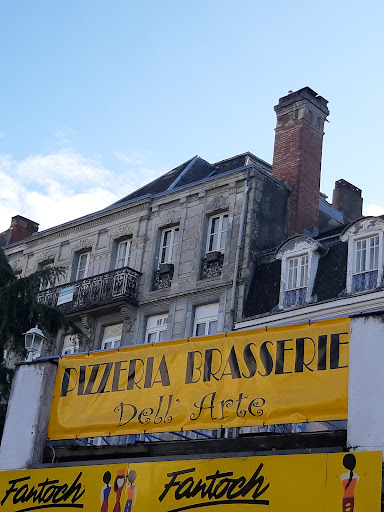 PIZZERIA BRASSERIE
Dell' Arte
Fantoch Fantoch